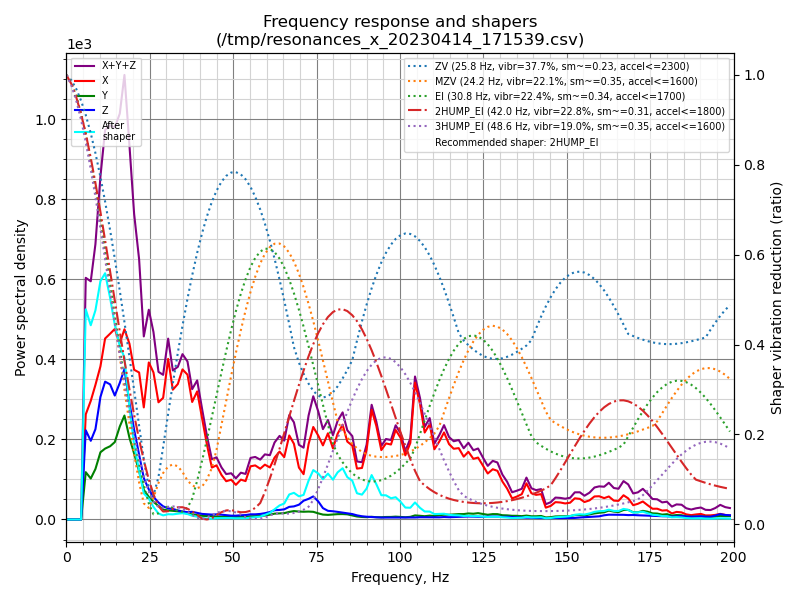 Frequency response and shapers
(/tmp/resonances_x_20230414_171539.csv)
1e3
X+Y+Z
X
Y
Z
After
shaper
ZV (25.8 Hz, vibr=37.7%, sm~=0.23, accel<=2300)
MZV (24.2 Hz, vibr=22.1%, sm~=0.35, accel<=1600)
EI (30.8 Hz, vibr=22.4%, sm~=0.34, accel<=1700)
2HUMP_EI (42.0 Hz, vibr=22.8%, sm~=0.31, accel<=1800)
3HUMP_EI (48.6 Hz, vibr=19.0%, sm~=0.35, accel<=1600)
Recommended shaper: 2HUMP_EI
Power spectral density
1.0
0.8
0.6
0.4
0.2
0.0
1.0
0.8
0.6
0.4
0.2
0.0
Shaper vibration reduction (ratio)
0 25 50 75 100 125 150 175 200
Frequency, Hz